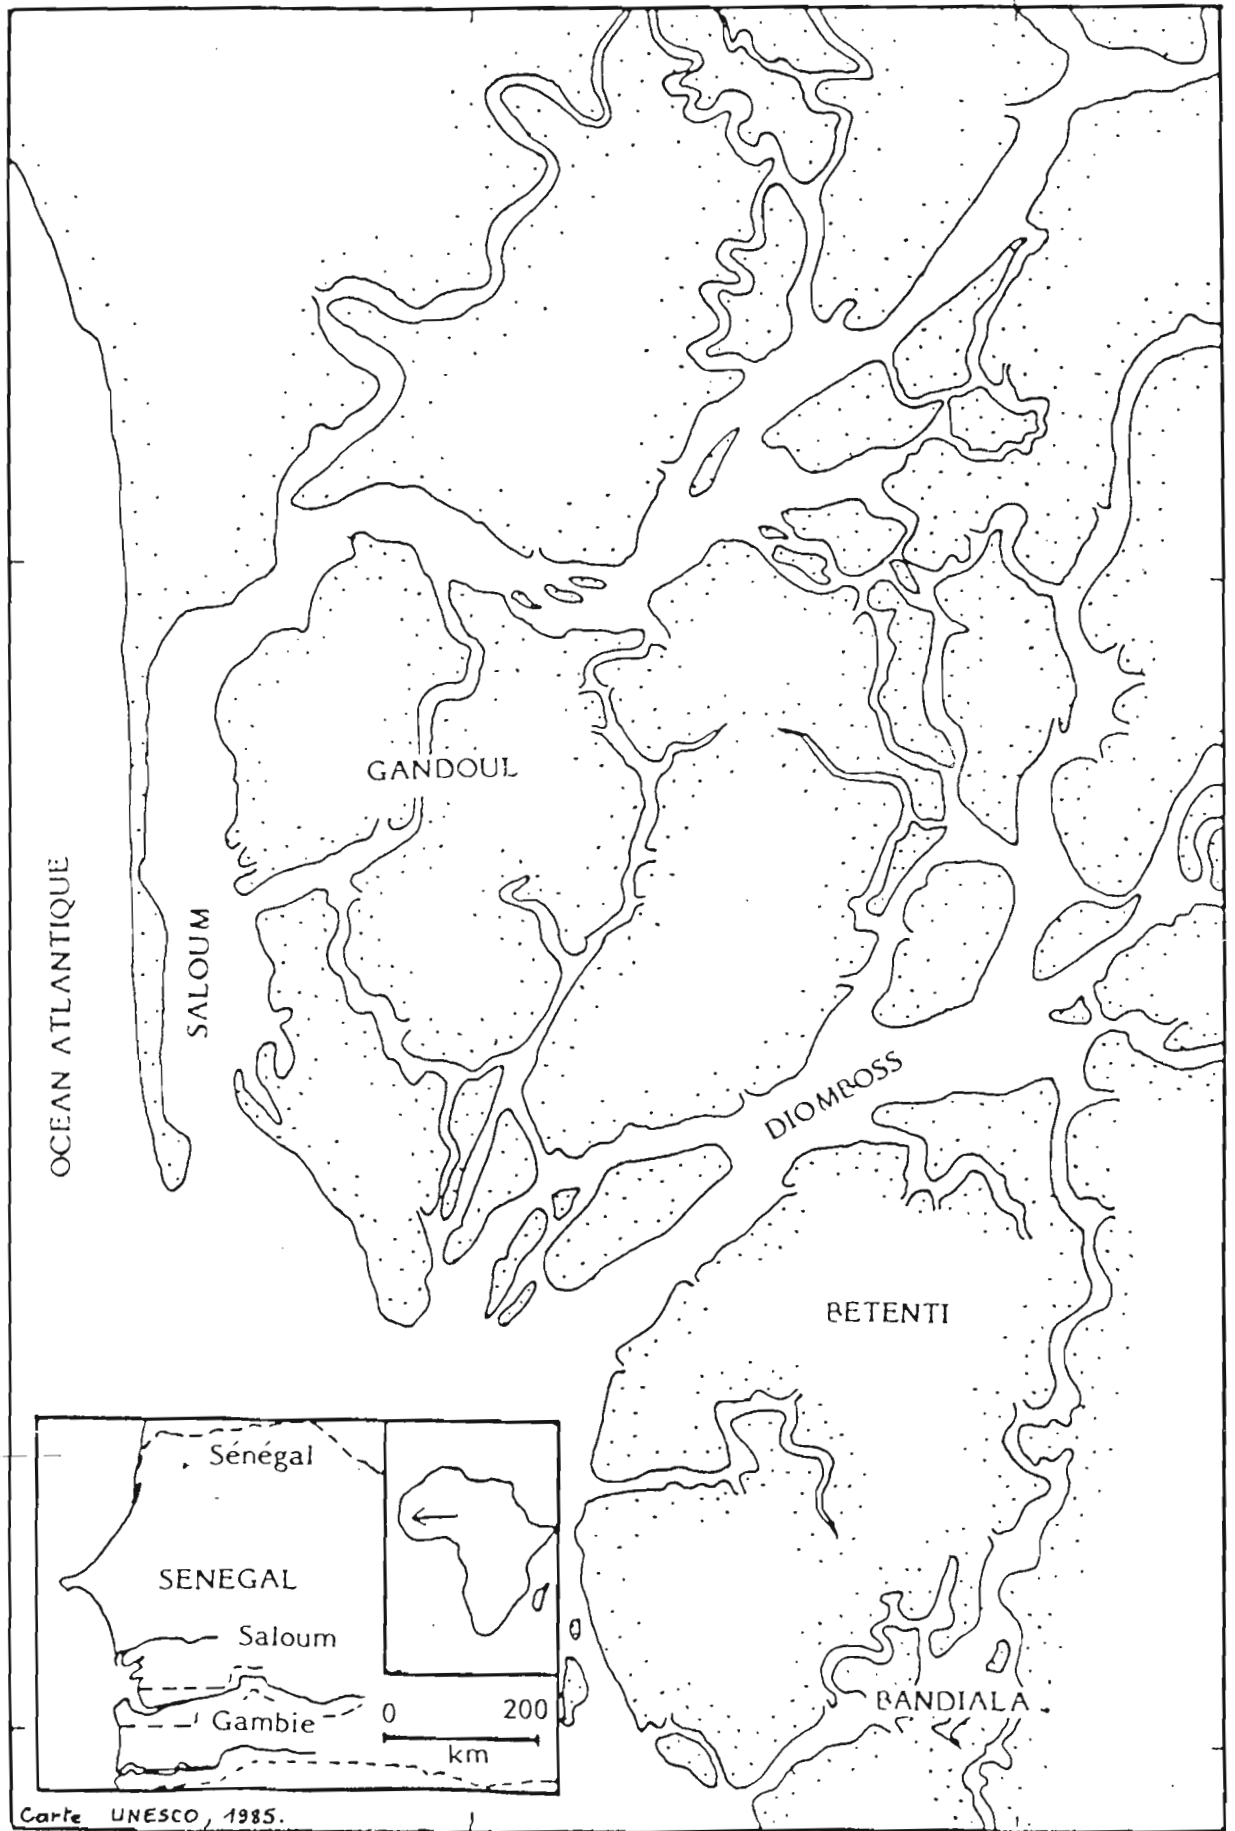 GANDOUL
OCEAN ATLANTIQUE
SALOUM
DIOMBOSS
BETENTI
Sénégal
SENEGAL
Saloum
Gambie
0 200
km
BANDIALA
Carte UNESCO, 1985.